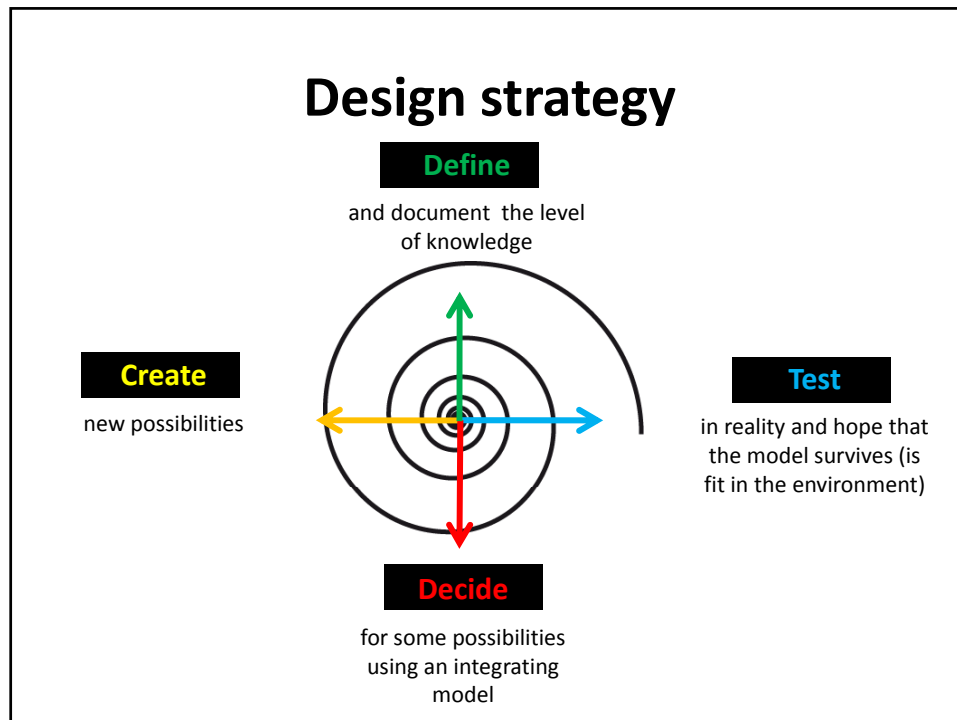 Design strategy
Define
and document  the level
of knowledge
Create
new possibilities
Test
in reality and hope that
the model survives (is
fit in the environment)
Decide
for some possibilities
using an integrating
model